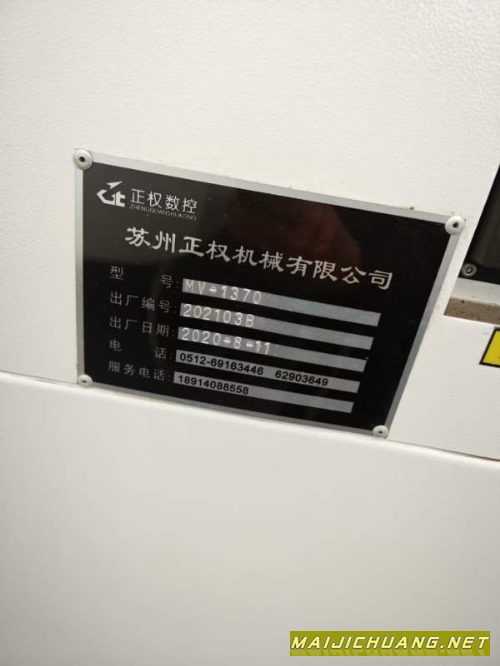 正权数控
ZHENGQUANSHUKONG
苏州正权机械有限公司
型 号: MV-1370
出厂编号: 202103B
出厂日期: 2020-8-11
电 话: 0512-69163446 62903649
服务电话: 18914088558
MAIJICHUANG.NET